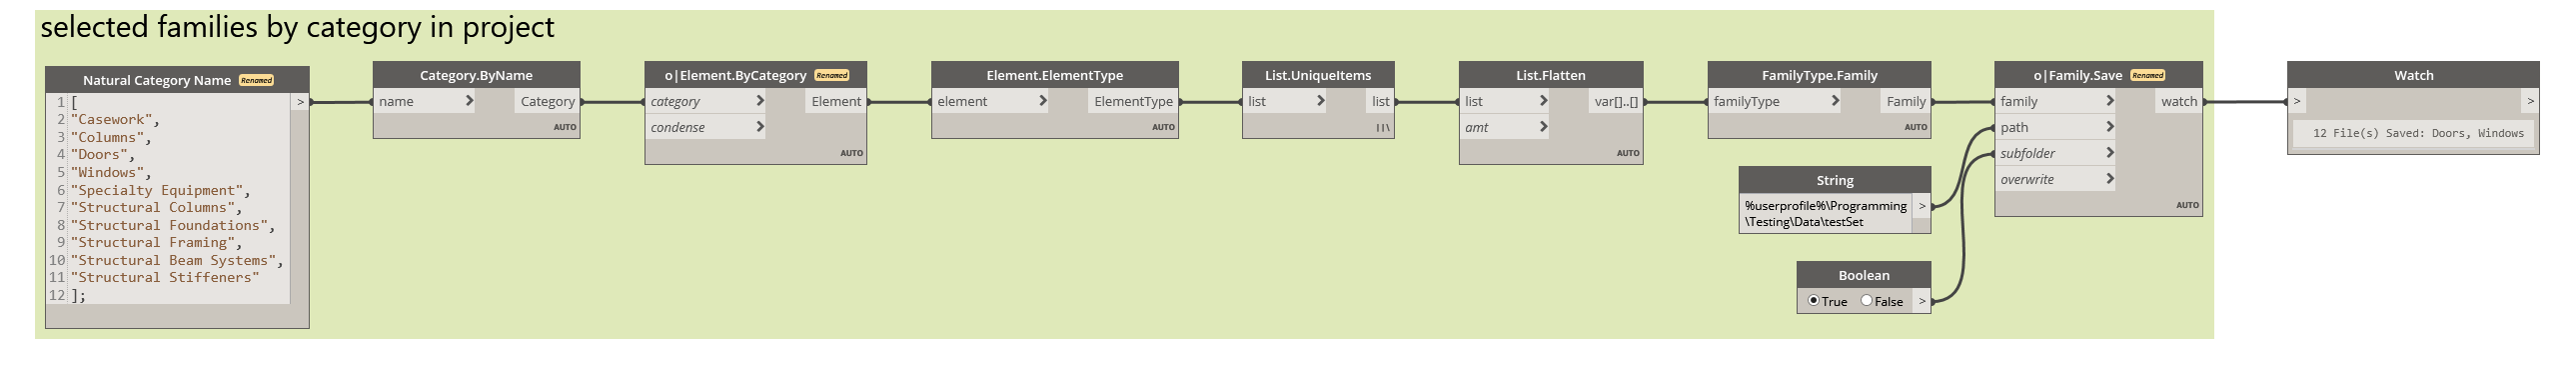 selected families by category in project
Natural Category Name Renamed
1 [ >
2 "Casework",
3 "Columns",
4 "Doors",
5 "Windows",
6 "Specialty Equipment",
7 "Structural Columns",
8 "Structural Foundations",
9 "Structural Framing",
10 "Structural Beam Systems",
11 "Structural Stiffeners"
12 ];
Category.ByName
name > Category
AUTO
o|Element.ByCategory Renamed
category > Element
condense >
AUTO
Element.ElementType
element > ElementType
AUTO
List.UniqueItems
list > list
II\
List.Flatten
list > var[]..[]
amt >
AUTO
FamilyType.Family
familyType > Family
AUTO
String
%userprofile%\Programming >
\Testing\Data\testSet
Boolean
True False >
o|Family.Save Renamed
family > watch
path >
subfolder >
overwrite >
AUTO
Watch
> >
12 File(s) Saved: Doors, Windows